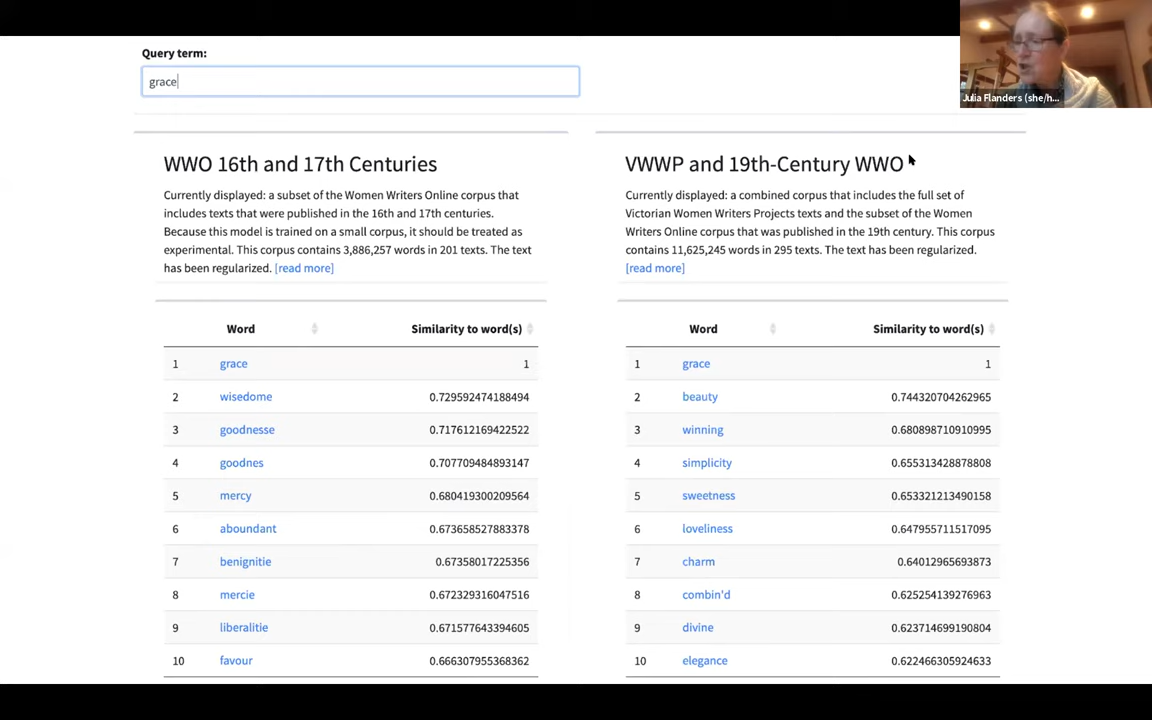 Query term:
grace
Julia Flanders (she/h...
WWO 16th and 17th Centuries
Currently displayed: a subset of the Women Writers Online corpus that
includes texts that were published in the 16th and 17th centuries.
Because this model is trained on a small corpus, it should be treated as
experimental. This corpus contains 3,886,257 words in 201 texts. The text
has been regularized. [read more]
Word Similarity to word(s)
1 grace 1
2 wisedome 0.729592474188494
3 goodnesse 0.717612169422522
4 goodnes 0.707709484893147
5 mercy 0.680419300209564
6 aboundant 0.673658527883378
7 benignitie 0.67358017225356
8 mercie 0.672329316047516
9 liberalitie 0.671577643394605
10 favour 0.666307955368362
VWWP and 19th-Century WWO
Currently displayed: a combined corpus that includes the full set of
Victorian Women Writers Projects texts and the subset of the Women
Writers Online corpus that was published in the 19th century. This corpus
contains 11,625,245 words in 295 texts. The text has been regularized.
[read more]
Word Similarity to word(s)
1 grace 1
2 beauty 0.744320704262965
3 winning 0.680898710910995
4 simplicity 0.655313428878808
5 sweetness 0.653321213490158
6 loveliness 0.647955711517095
7 charm 0.64012965693873
8 combin'd 0.625254139276963
9 divine 0.623714699190804
10 elegance 0.622466305924633